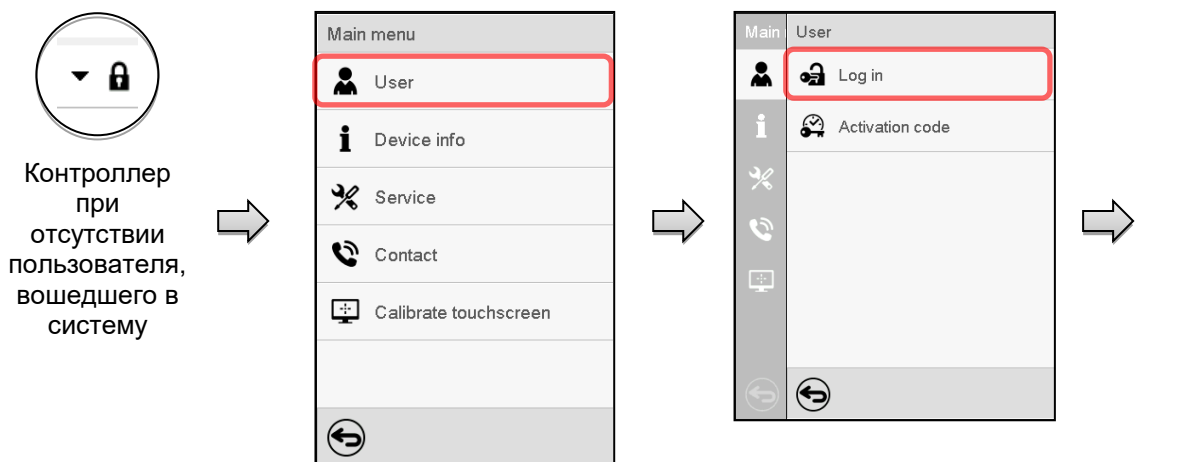 Контроллер
при
отсутствии
пользователя,
вошедшего в
систему
Main menu
User
Device info
Service
Contact
Calibrate touchscreen
Main
User
Log in
Activation code